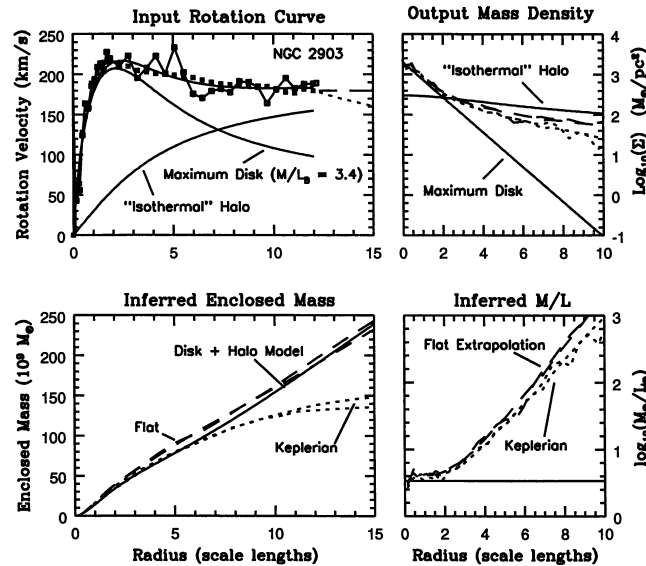 Input Rotation Curve
Output Mass Density
Rotation Velocity (km/s)
250
200
150
100
50
0
NGC 2903
Maximum Disk (M/L_B = 3.4)
"Isothermal" Halo
0
5
10
15
"Isothermal" Halo
Maximum Disk
5
4
3
2
1
0
-1
Log₁₀(Σ) (M⊙/pc²)
0
2
4
6
8
10
Inferred Enclosed Mass
Inferred M/L
Enclosed Mass (10⁹ M⊙)
250
200
150
100
50
0
Disk + Halo Model
Flat
Keplerian
0
5
10
15
Radius (scale lengths)
Flat Extrapolation
Keplerian
3
2
1
0
0
2
4
6
8
10
Radius (scale lengths)